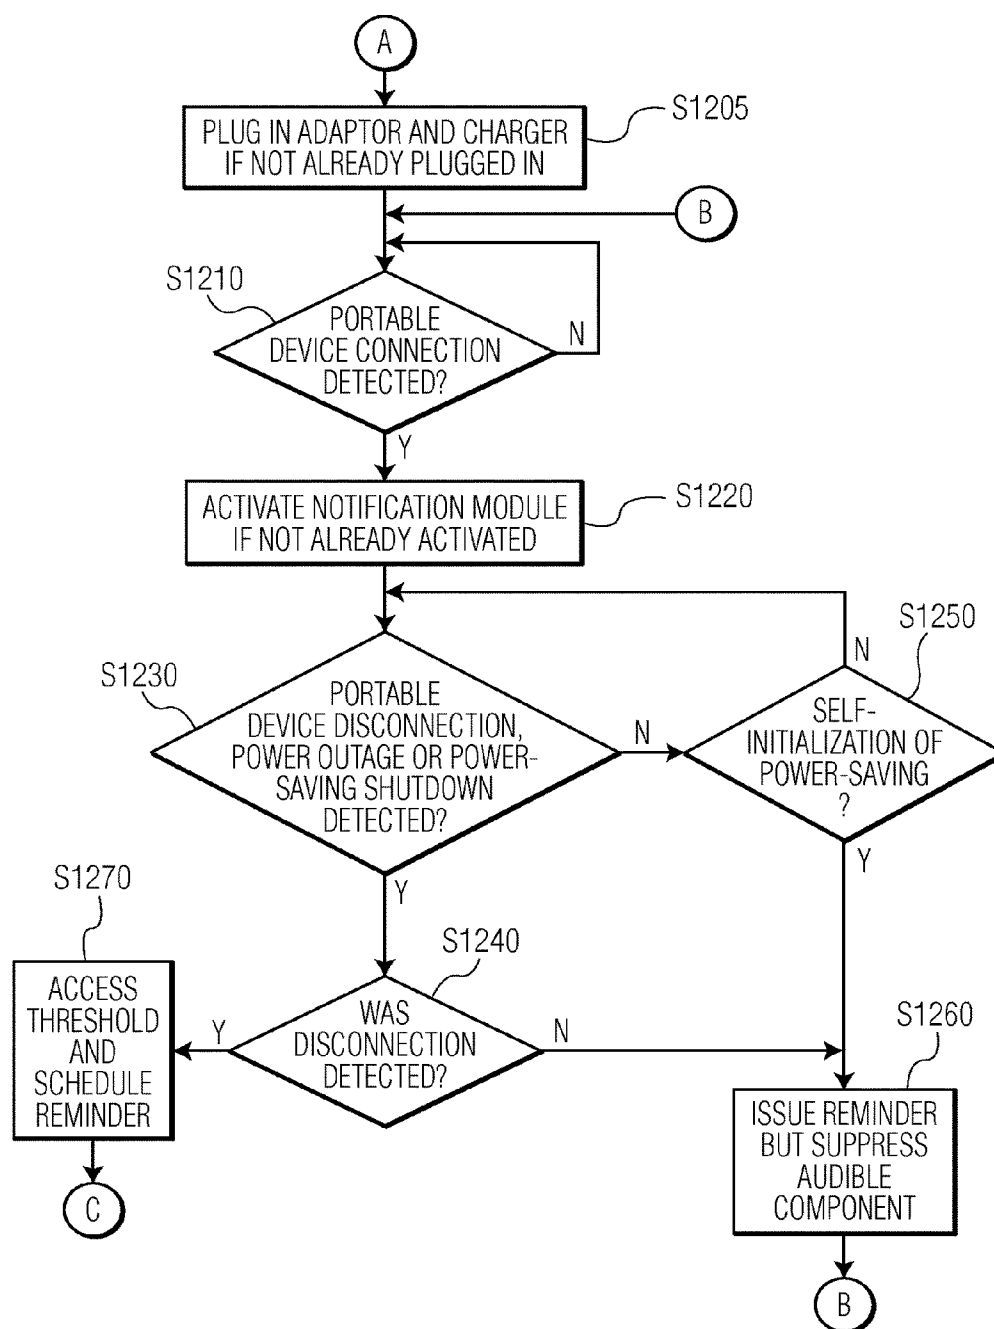 A
PLUG IN ADAPTOR AND CHARGER
IF NOT ALREADY PLUGGED IN
S1205
B
S1210
PORTABLE
DEVICE CONNECTION
DETECTED?
N
Y
ACTIVATE NOTIFICATION MODULE
IF NOT ALREADY ACTIVATED
S1220
S1230
PORTABLE
DEVICE DISCONNECTION,
POWER OUTAGE OR POWER-
SAVING SHUTDOWN
DETECTED?
N
Y
S1250
N
SELF-
INITIALIZATION OF
POWER-SAVING
?
Y
S1270
ACCESS
THRESHOLD
AND
SCHEDULE
REMINDER
S1240
Y
WAS
DISCONNECTION
DETECTED?
N
S1260
ISSUE REMINDER
BUT SUPPRESS
AUDIBLE
COMPONENT
C
B